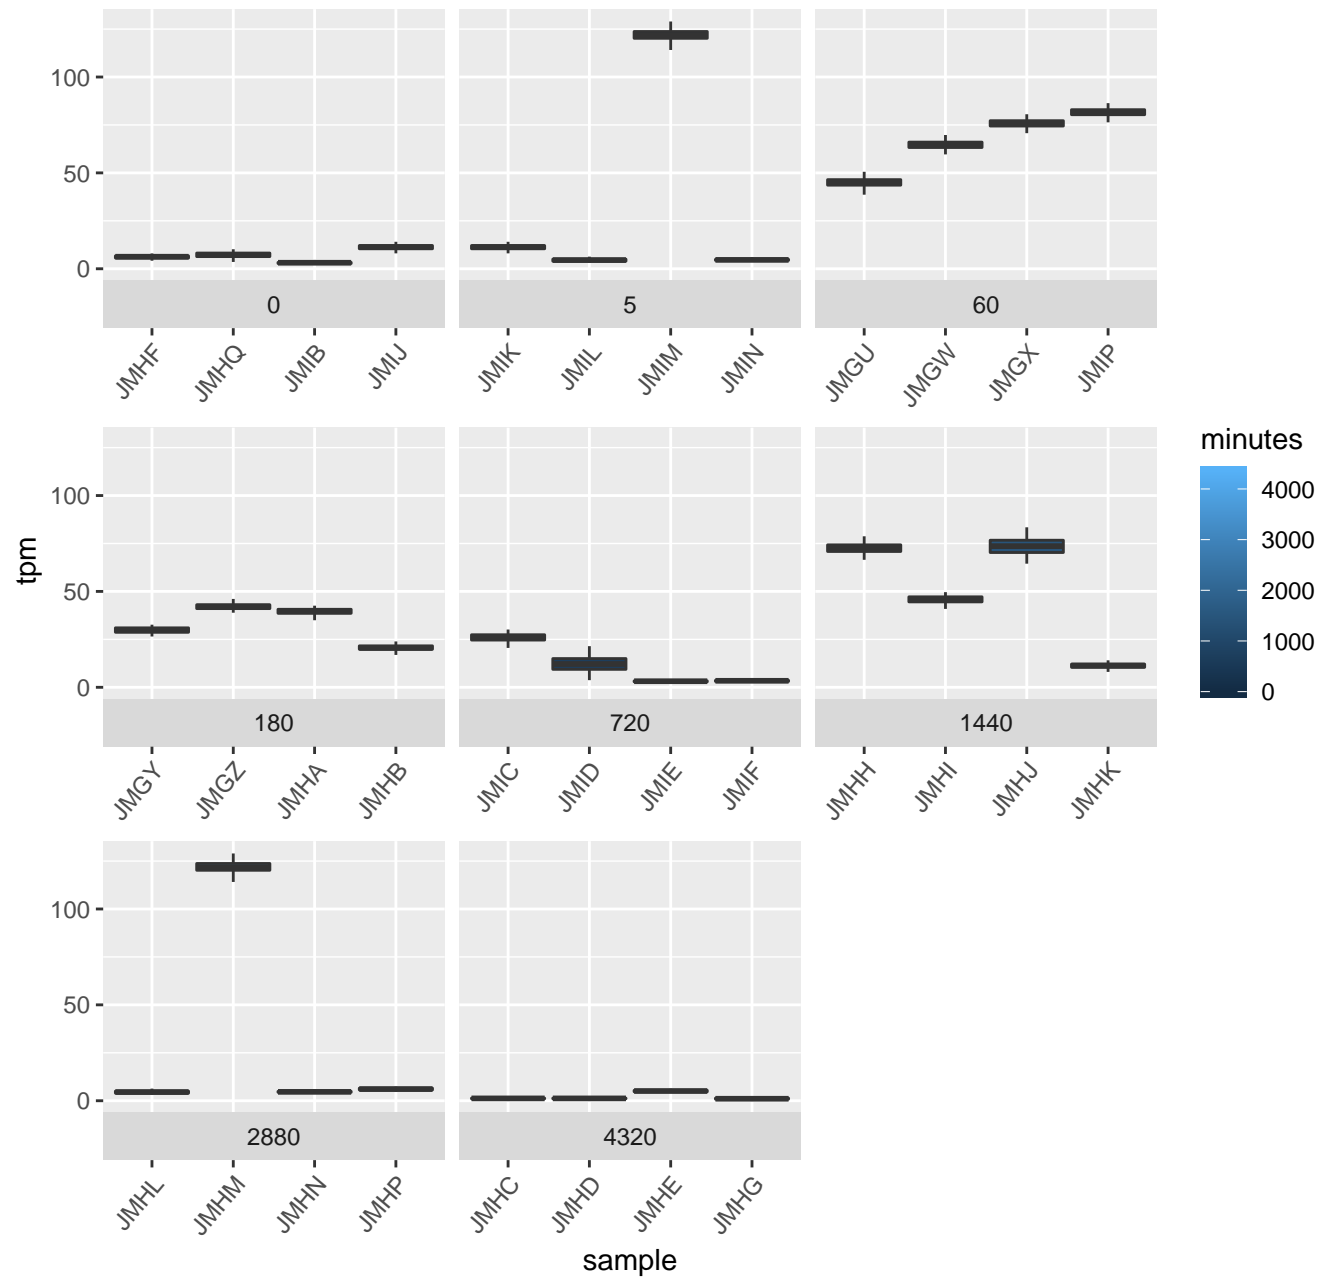 tpm
100
50
0
0
5
60
JMHF JMHQ JMIB JMIJ
JMIK JMIL JMIM JMIN
JMGU JMGW JMGX JMIP
100
50
0
180
720
1440
JMGY JMGZ JMHA JMHB
JMIC JMID JMIE JMIF
JMHH JMHI JMHJ JMHK
100
50
0
2880
4320
JMHL JMHM JMHN JMHP
JMHC JMHD JMHE JMHG
sample
minutes
4000
3000
2000
1000
0